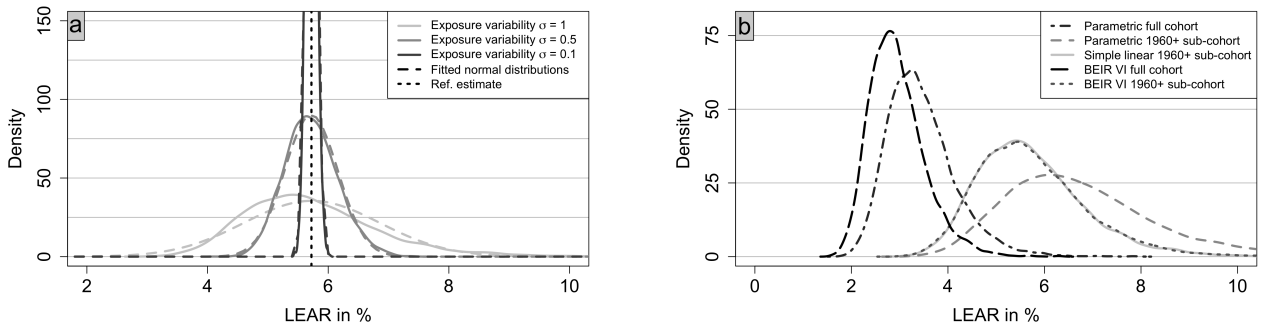 a
Exposure variability σ = 1
Exposure variability σ = 0.5
Exposure variability σ = 0.1
Fitted normal distributions
Ref. estimate
150
100
50
0
Density
2 4 6 8 10
LEAR in %
b
Parametric full cohort
Parametric 1960+ sub-cohort
Simple linear 1960+ sub-cohort
BEIR VI full cohort
BEIR VI 1960+ sub-cohort
75
50
25
0
Density
0 2 4 6 8 10
LEAR in %